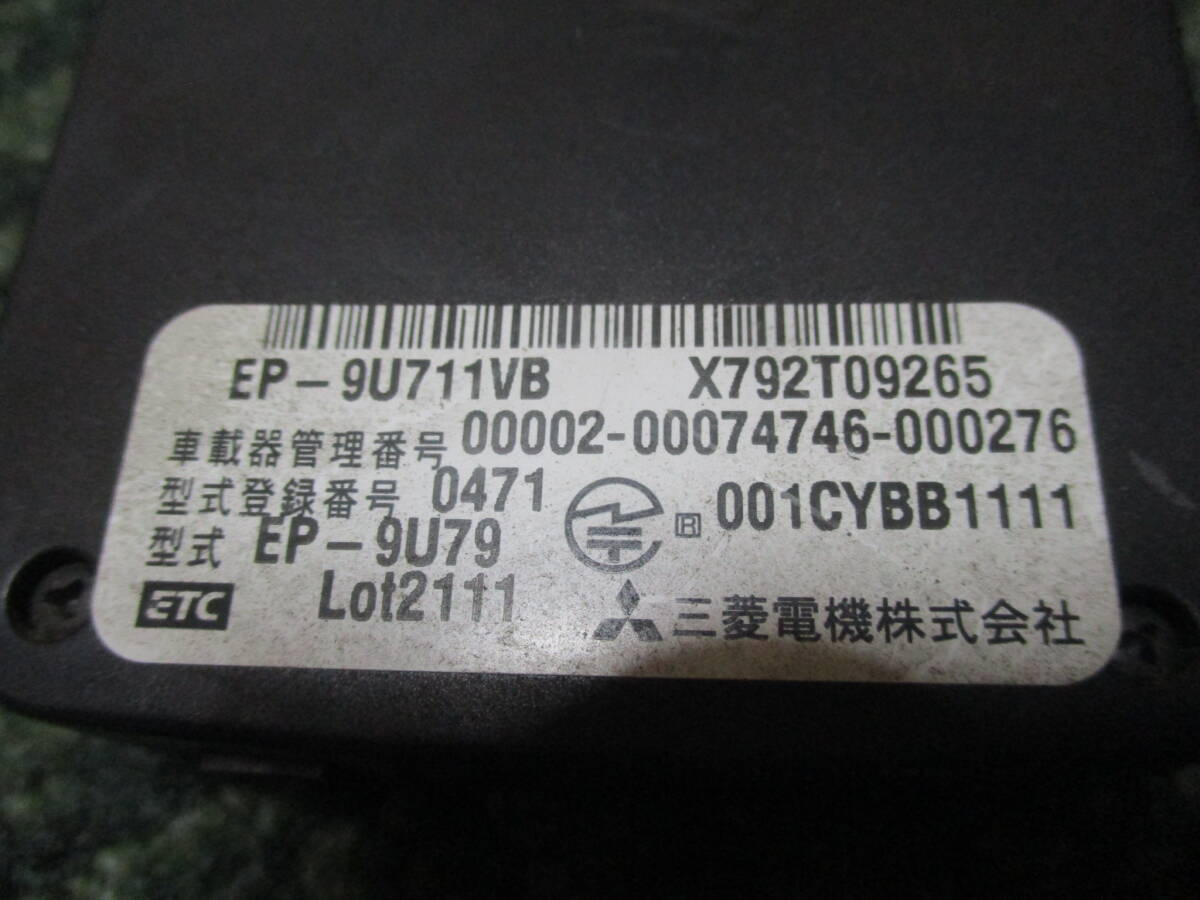 EP-9U711VB X792T09265
車載器管理番号 00002-00074746-000276
型式登録番号 0471 R 001CYBB1111
型式 EP-9U79
ETC Lot2111 三菱電機株式会社